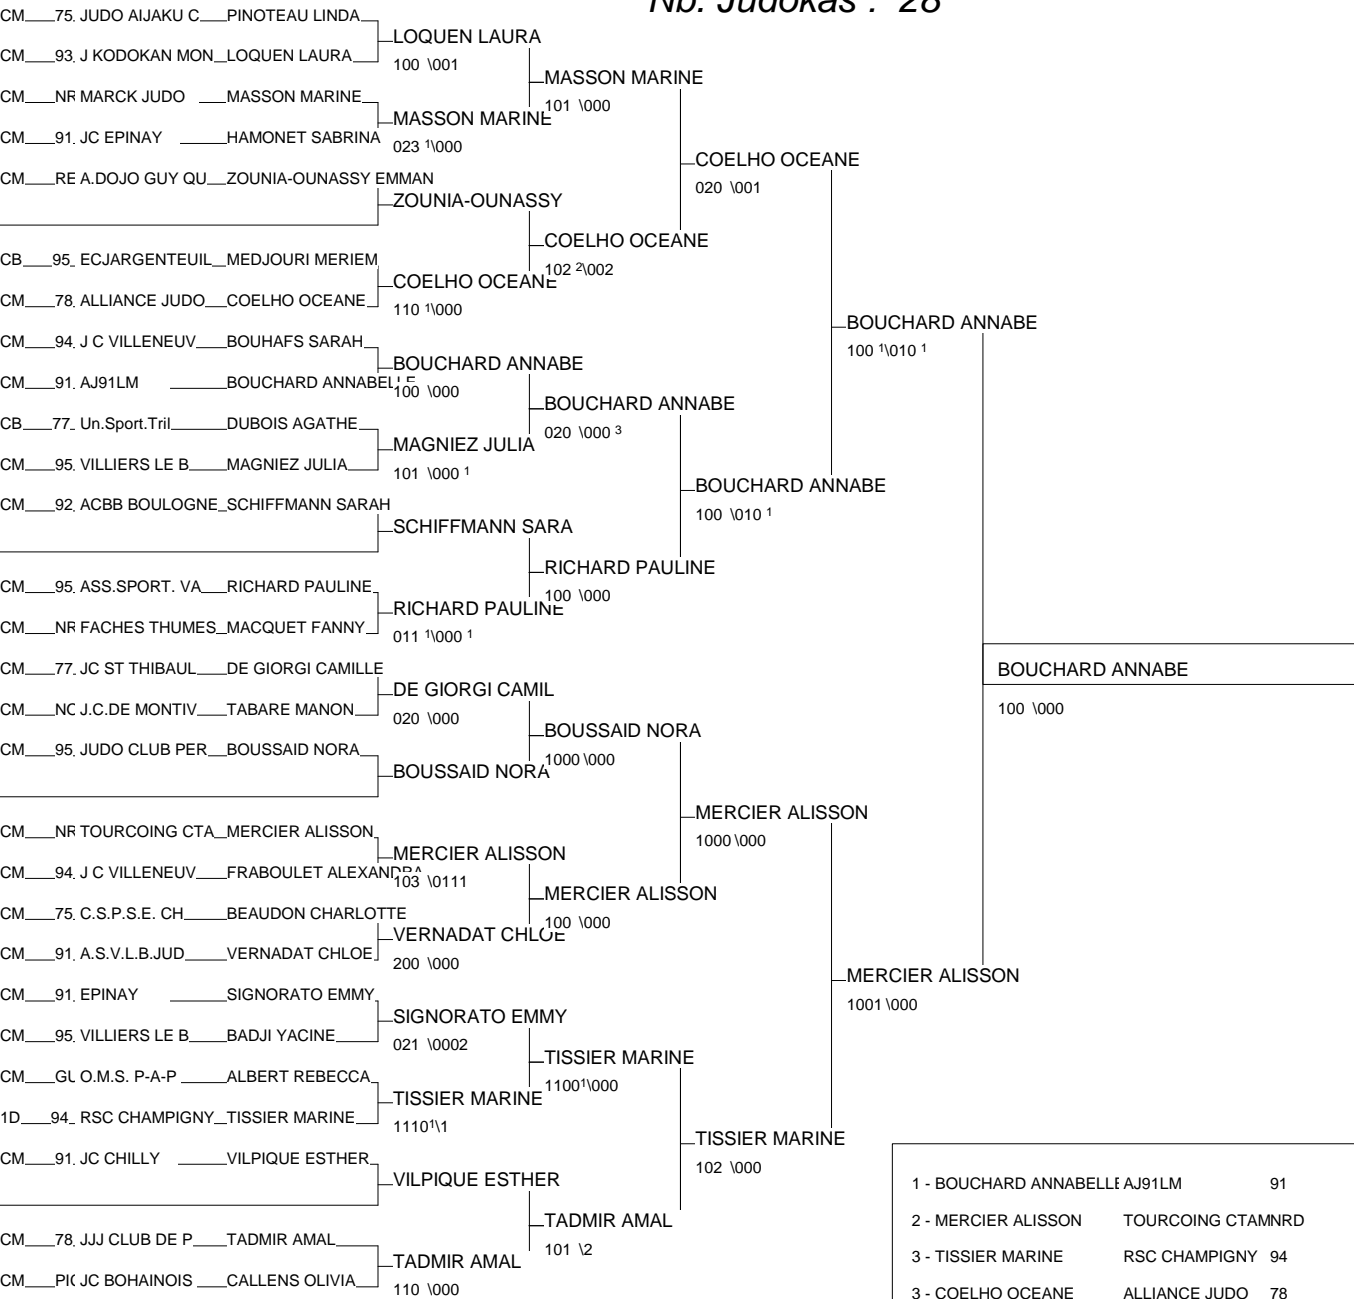 Nb. Judokas : 28
CM 75 JUDO AIJAKU C PINOTEAU LINDA
LOQUEN LAURA
CM 93 J KODOKAN MON LOQUEN LAURA
100 \001
MASSON MARINE
CM NR MARCK JUDO MASSON MARINE
101 \000
MASSON MARINE
CM 91 JC EPINAY HAMONET SABRINA
023 1\000
COELHO OCEANE
CM RE A.DOJO GUY QU ZOUNIA-OUNASSY EMMAN
020 \001
ZOUNIA-OUNASSY
COELHO OCEANE
CB 95 ECJARGENTEUIL MEDJOURI MERIEM
102 2\002
COELHO OCEANE
CM 78 ALLIANCE JUDO COELHO OCEANE
110 1\000
BOUCHARD ANNABE
CM 94 J C VILLENEUV BOUHAFS SARAH
100 1\010 1
BOUCHARD ANNABE
CM 91 AJ91LM BOUCHARD ANNABELLE
100 \000
BOUCHARD ANNABE
CB 77 Un.Sport.Tril DUBOIS AGATHE
020 \000 3
MAGNIEZ JULIA
CM 95 VILLIERS LE B MAGNIEZ JULIA
101 \000 1
BOUCHARD ANNABE
CM 92 ACBB BOULOGNE SCHIFFMANN SARAH
100 \010 1
SCHIFFMANN SARA
RICHARD PAULINE
CM 95 ASS.SPORT. VA RICHARD PAULINE
100 \000
RICHARD PAULINE
CM NR FACHES THUMES MACQUET FANNY
011 1\000 1
CM 77 JC ST THIBAUL DE GIORGI CAMILLE
BOUCHARD ANNABE
DE GIORGI CAMIL
CM NC J.C.DE MONTIV TABARE MANON
100 \000
020 \000
BOUSSAID NORA
CM 95 JUDO CLUB PER BOUSSAID NORA
1000 \000
BOUSSAID NORA
MERCIER ALISSON
CM NR TOURCOING CTA MERCIER ALISSON
1000 \000
MERCIER ALISSON
CM 94 J C VILLENEUV FRABOULET ALEXANDRA
103 \0111
MERCIER ALISSON
CM 75 C.S.P.S.E. CH BEAUDON CHARLOTTE
100 \000
VERNADAT CHLOE
CM 91 A.S.V.L.B.JUD VERNADAT CHLOE
200 \000
MERCIER ALISSON
CM 91 EPINAY SIGNORATO EMMY
1001 \000
SIGNORATO EMMY
CM 95 VILLIERS LE B BADJI YACINE
021 \0002
TISSIER MARINE
CM GU O.M.S. P-A-P ALBERT REBECCA
1100 1\000
TISSIER MARINE
1D 94 RSC CHAMPIGNY TISSIER MARINE
1110 1\1
TISSIER MARINE
CM 91 JC CHILLY VILPIQUE ESTHER
102 \000
VILPIQUE ESTHER
1 - BOUCHARD ANNABELLE AJ91LM 91
TADMIR AMAL
2 - MERCIER ALISSON TOURCOING CTAM NRD
CM 78 JJJ CLUB DE P TADMIR AMAL
101 \2
3 - TISSIER MARINE RSC CHAMPIGNY 94
TADMIR AMAL
CM PIC JC BOHAINOIS CALLENS OLIVIA
110 \000
3 - COELHO OCEANE ALLIANCE JUDO 78